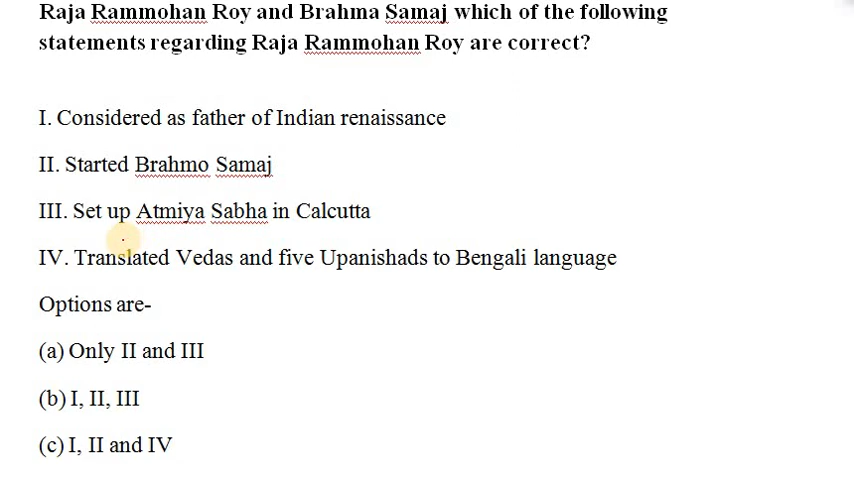 Raja Rammohan Roy and Brahma Samaj which of the following
statements regarding Raja Rammohan Roy are correct?
I. Considered as father of Indian renaissance
II. Started Brahmo Samaj
III. Set up Atmiya Sabha in Calcutta
IV. Translated Vedas and five Upanishads to Bengali language
Options are-
(a) Only II and III
(b) I, II, III
(c) I, II and IV